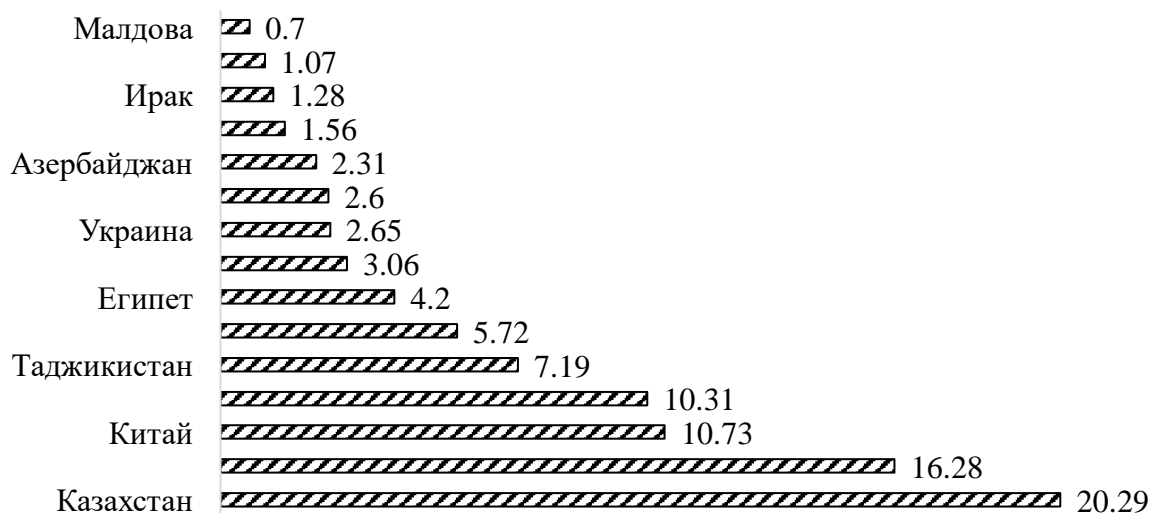 Малдова 0.7
1.07
Ирак 1.28
1.56
Азербайджан 2.31
2.6
Украина 2.65
3.06
Египет 4.2
5.72
Таджикистан 7.19
10.31
Китай 10.73
16.28
Казахстан 20.29